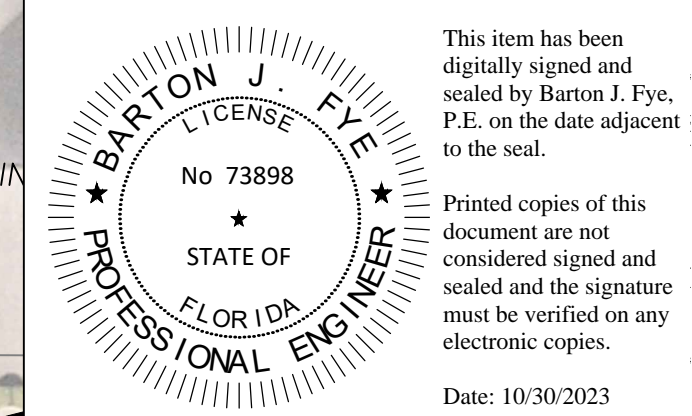 BARTON J. FYE
LICENSE
No 73898
STATE OF
FLORIDA
PROFESSIONAL ENGINEER
This item has been
digitally signed and
sealed by Barton J. Fye,
P.E. on the date adjacent
to the seal.
Printed copies of this
document are not
considered signed and
sealed and the signature
must be verified on any
electronic copies.
Date: 10/30/2023